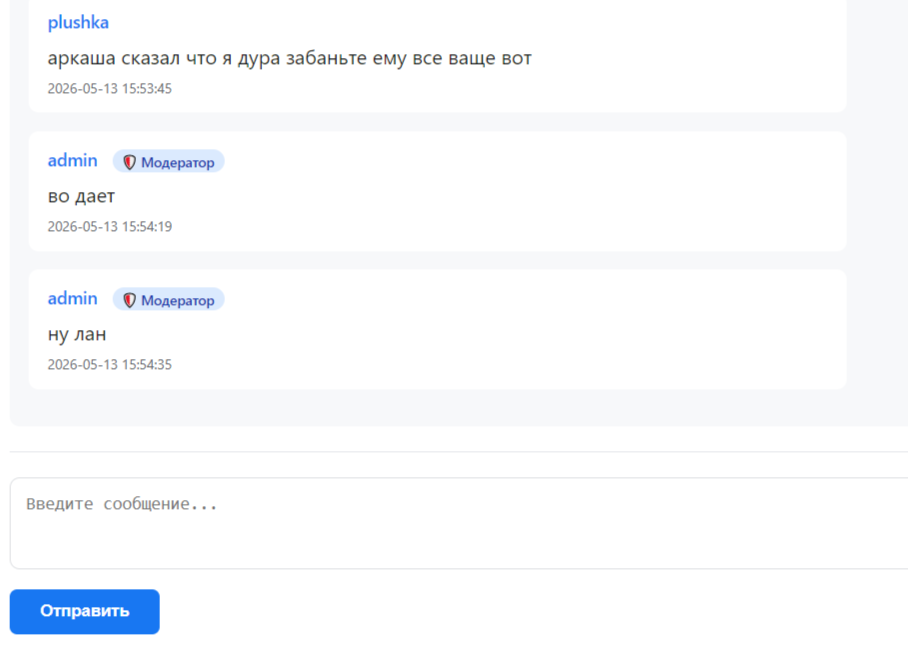 plushka
аркаша сказал что я дура забаньте ему все ваще вот
2026-05-13 15:53:45
admin Модератор
во дает
2026-05-13 15:54:19
admin Модератор
ну лан
2026-05-13 15:54:35
Введите сообщение...
Отправить